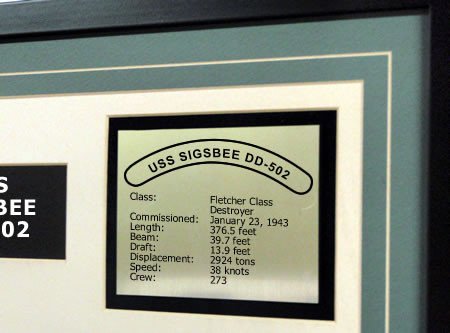 S
SBEE
02
USS SIGSBEE DD-502
Class: Fletcher Class
Destroyer
Commissioned: January 23, 1943
Length: 376.5 feet
Beam: 39.7 feet
Draft: 13.9 feet
Displacement: 2924 tons
Speed: 38 knots
Crew: 273